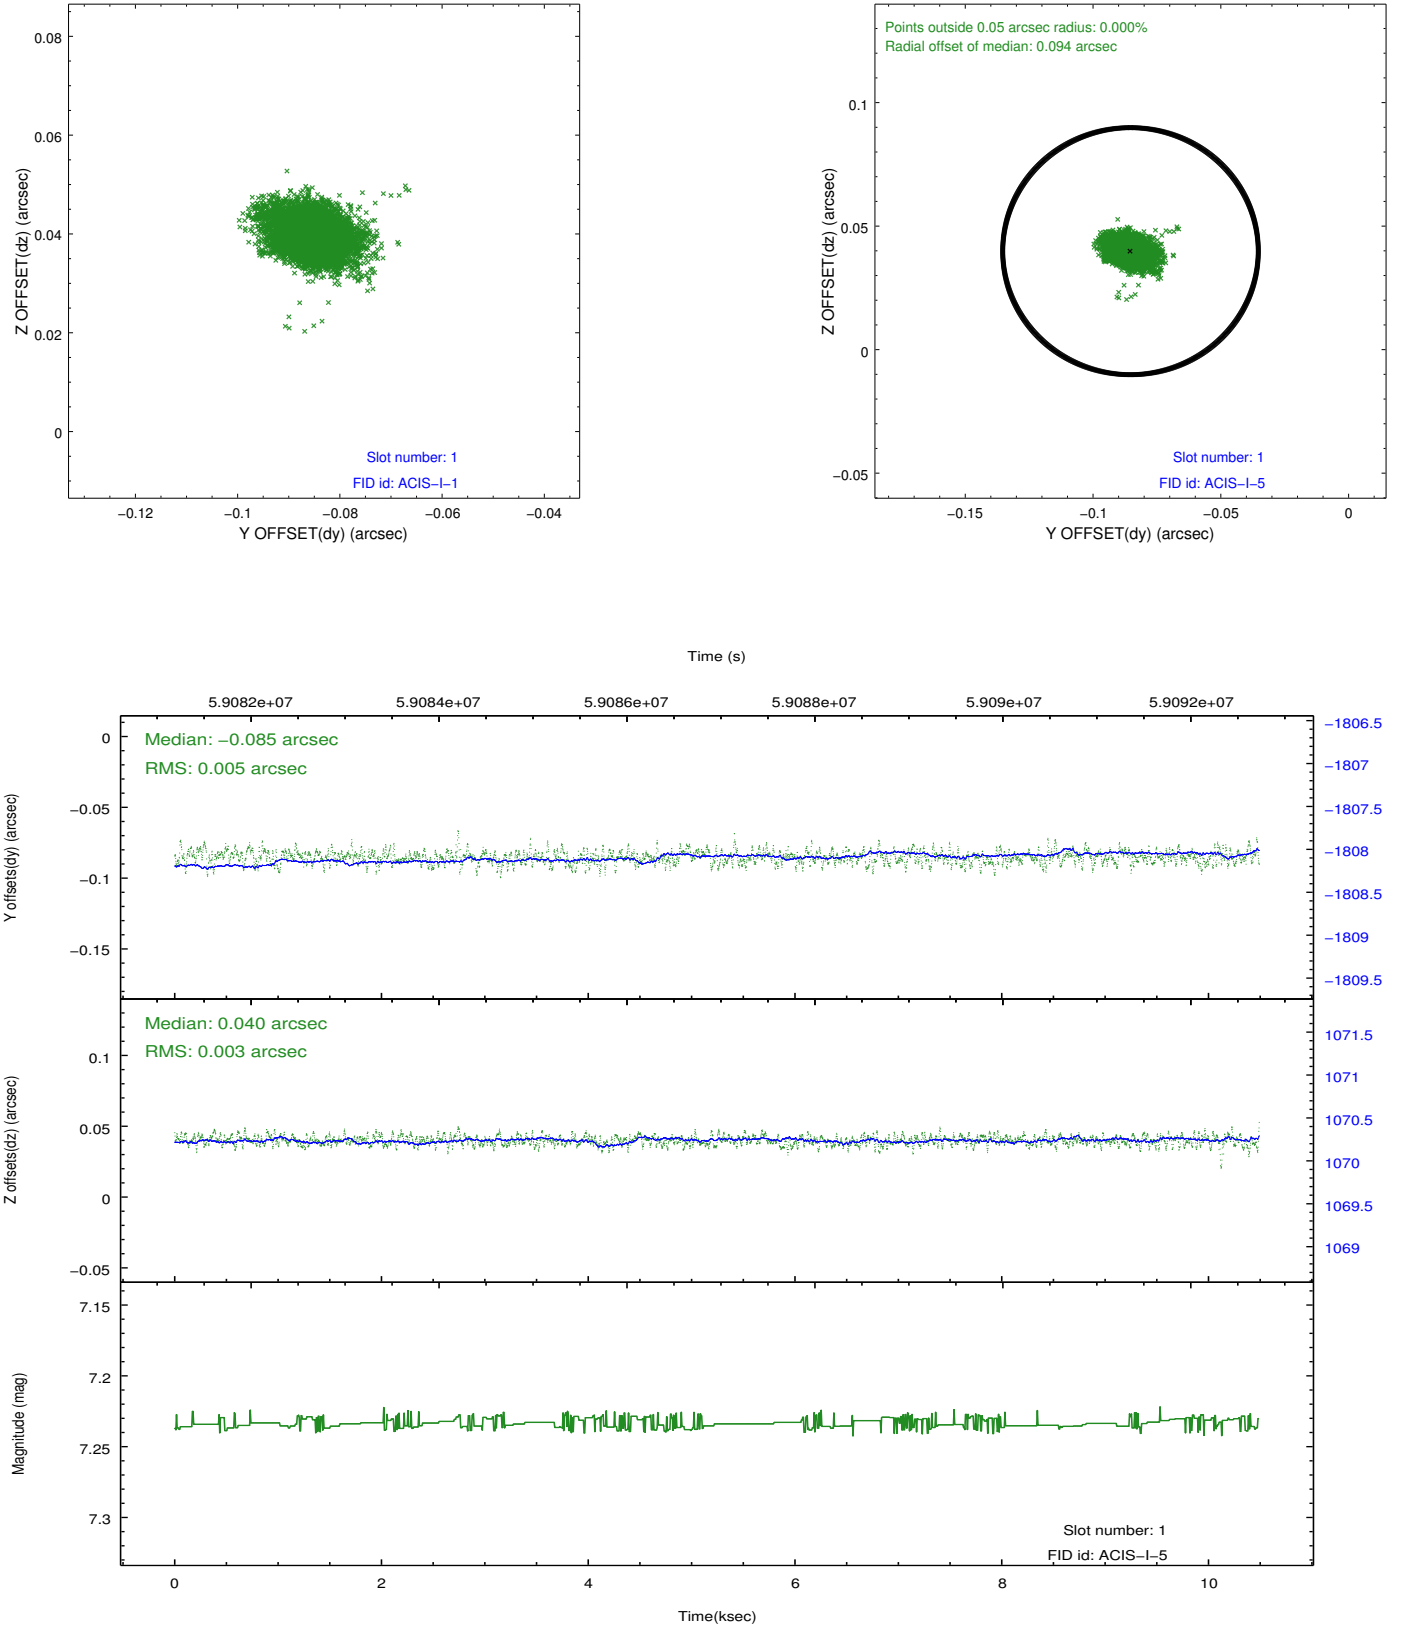 0.08
0.06
0.04
0.02
0
Z OFFSET(dz) (arcsec)
Slot number: 1
FID id: ACIS−I−1
−0.12
−0.1
−0.08
−0.06
−0.04
Y OFFSET(dy) (arcsec)
Points outside 0.05 arcsec radius: 0.000%
Radial offset of median: 0.094 arcsec
0.1
0.05
0
−0.05
Z OFFSET(dz) (arcsec)
Slot number: 1
FID id: ACIS−I−5
−0.15
−0.1
−0.05
0
Y OFFSET(dy) (arcsec)
Time (s)
5.9082e+07
5.9084e+07
5.9086e+07
5.9088e+07
5.909e+07
5.9092e+07
Median: −0.085 arcsec
RMS: 0.005 arcsec
0
−0.05
−0.1
−0.15
Y offsets(dy) (arcsec)
−1806.5
−1807
−1807.5
−1808
−1808.5
−1809
−1809.5
Median: 0.040 arcsec
RMS: 0.003 arcsec
0.1
0.05
0
−0.05
Z offsets(dz) (arcsec)
1071.5
1071
1070.5
1070
1069.5
1069
7.15
7.2
7.25
7.3
Magnitude (mag)
Slot number: 1
FID id: ACIS−I−5
0
2
4
6
8
10
Time(ksec)